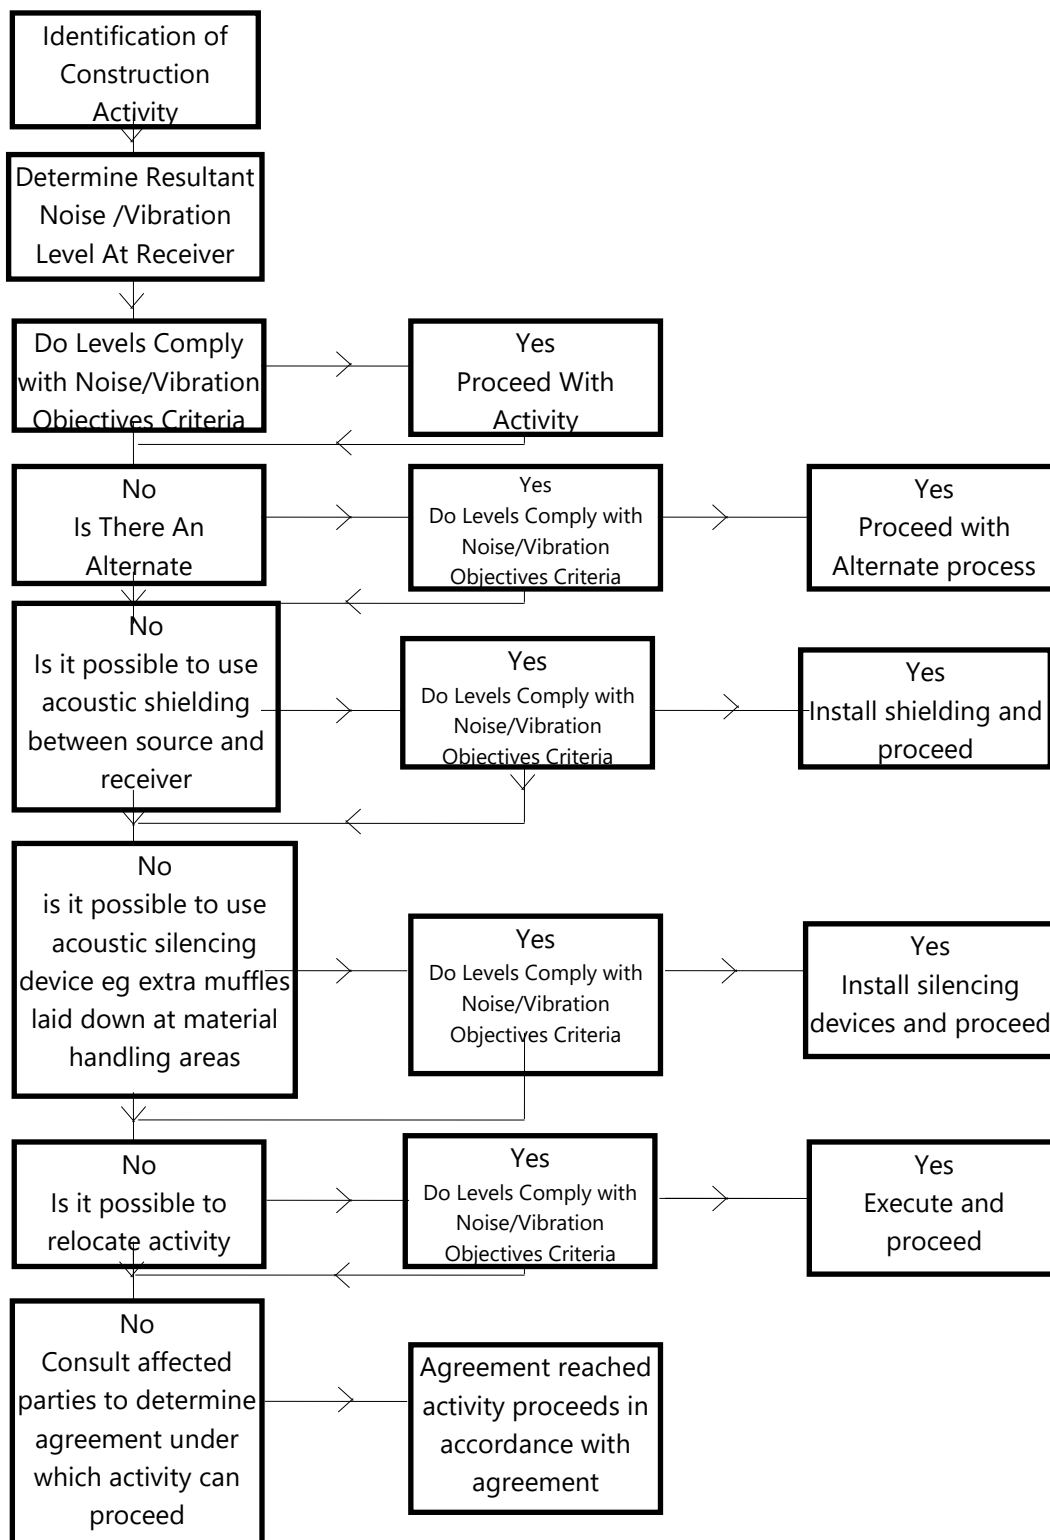 Identification of
Construction
Activity
Determine Resultant
Noise /Vibration
Level At Receiver
Do Levels Comply
with Noise/Vibration
Objectives Criteria
Yes
Proceed With
Activity
No
Is There An
Alternate
Yes
Do Levels Comply with
Noise/Vibration
Objectives Criteria
Yes
Proceed with
Alternate process
No
Is it possible to use
acoustic shielding
between source and
receiver
Yes
Do Levels Comply with
Noise/Vibration
Objectives Criteria
Yes
Install shielding and
proceed
No
is it possible to use
acoustic silencing
device eg extra muffles
laid down at material
handling areas
Yes
Do Levels Comply with
Noise/Vibration
Objectives Criteria
Yes
Install silencing
devices and proceed
No
Is it possible to
relocate activity
Yes
Do Levels Comply with
Noise/Vibration
Objectives Criteria
Yes
Execute and
proceed
No
Consult affected
parties to determine
agreement under
which activity can
proceed
Agreement reached
activity proceeds in
accordance with
agreement